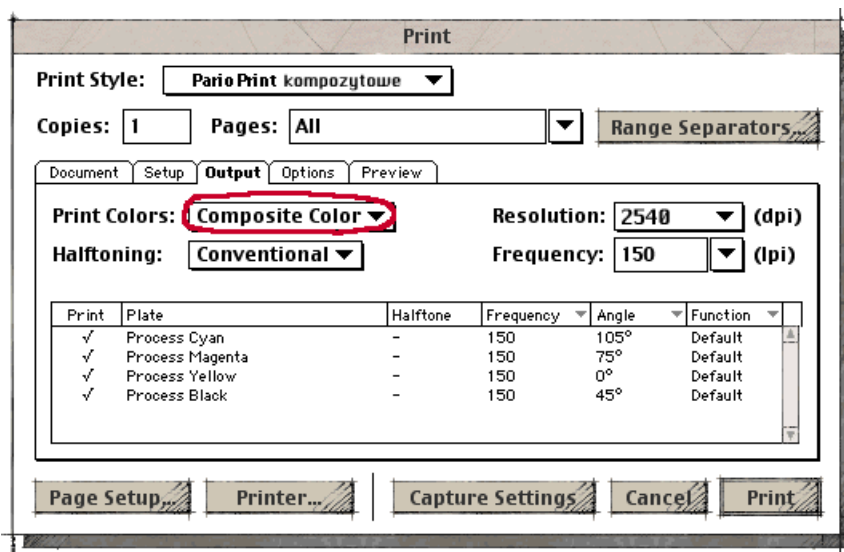 Print
Print Style: Pario Print kompozytowe
Copies: 1 Pages: All Range Separators...
Document Setup Output Options Preview
Print Colors: Composite Color Resolution: 2540 (dpi)
Halftoning: Conventional Frequency: 150 (lpi)
Print Plate Halftone Frequency Angle Function
√ Process Cyan - 150 105° Default
√ Process Magenta - 150 75° Default
√ Process Yellow - 150 0° Default
√ Process Black - 150 45° Default
Page Setup... Printer... Capture Settings Cancel Print